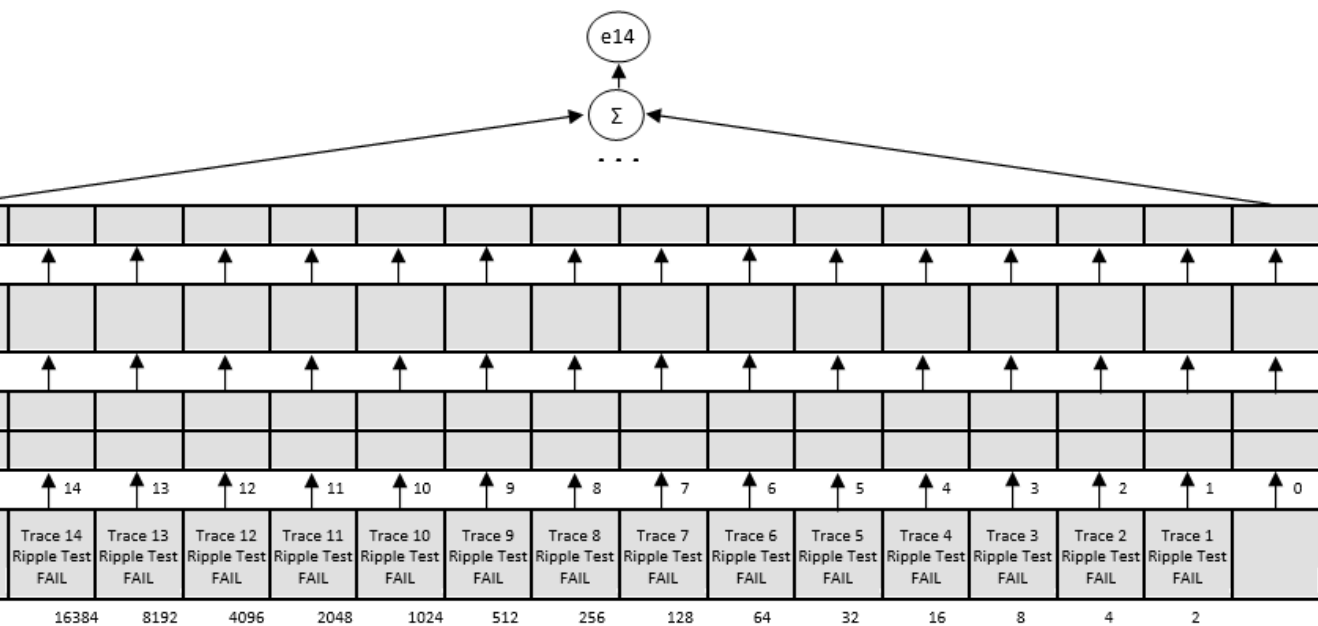 e14
Σ
. . .
14 13 12 11 10 9 8 7 6 5 4 3 2 1 0
Trace 14 Trace 13 Trace 12 Trace 11 Trace 10 Trace 9 Trace 8 Trace 7 Trace 6 Trace 5 Trace 4 Trace 3 Trace 2 Trace 1
Ripple Test Ripple Test Ripple Test Ripple Test Ripple Test Ripple Test Ripple Test Ripple Test Ripple Test Ripple Test Ripple Test Ripple Test Ripple Test Ripple Test
FAIL FAIL FAIL FAIL FAIL FAIL FAIL FAIL FAIL FAIL FAIL FAIL FAIL FAIL
16384 8192 4096 2048 1024 512 256 128 64 32 16 8 4 2